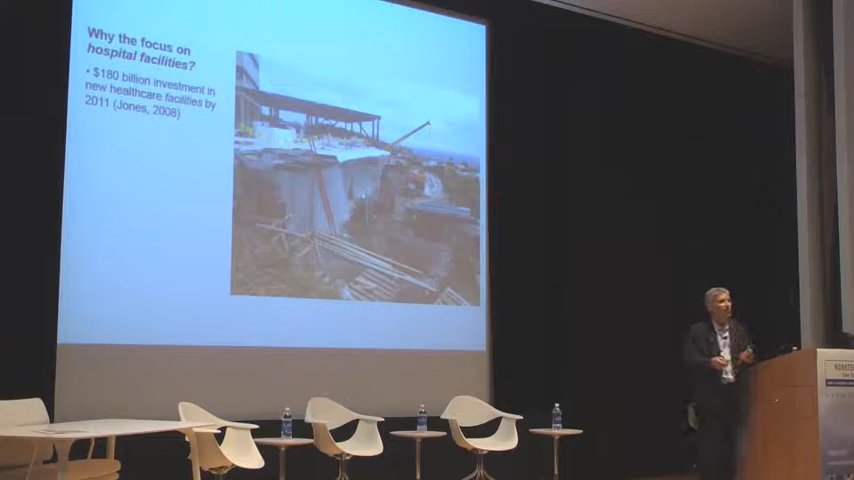 Why the focus on
hospital facilities?
• $180 billion investment in
new healthcare facilities by
2011 (Jones, 2008)